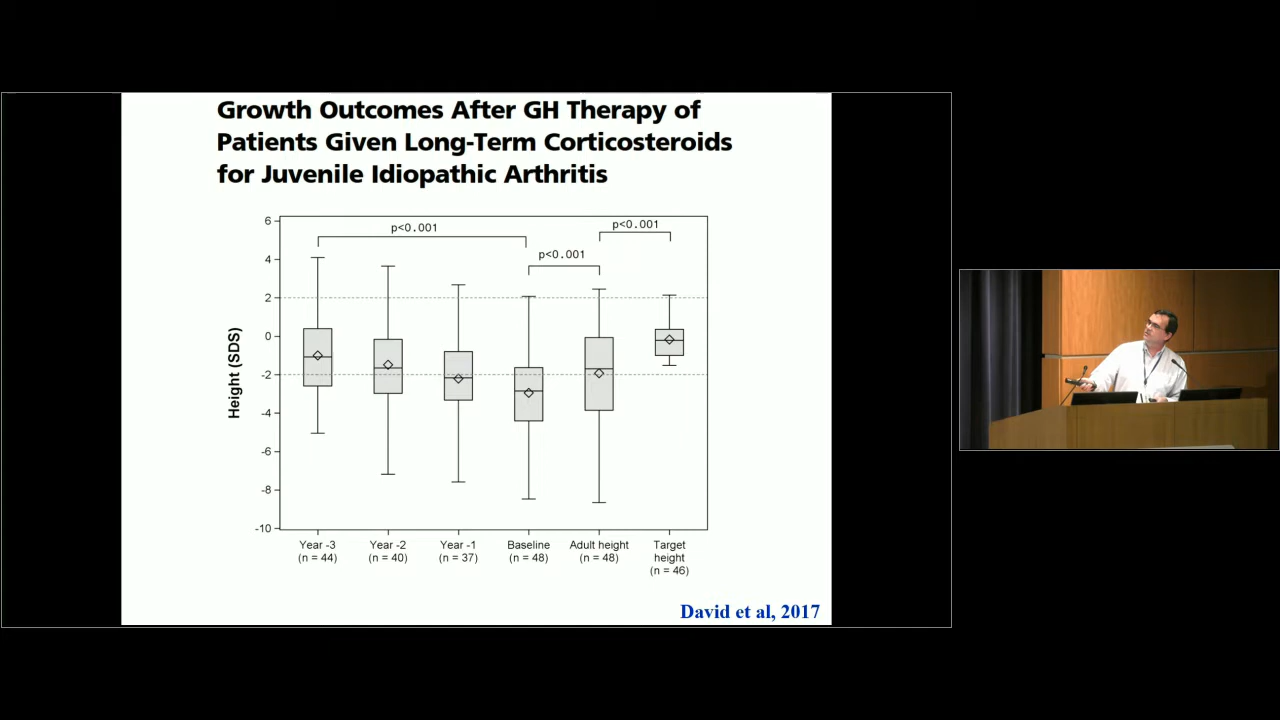 Growth Outcomes After GH Therapy of
Patients Given Long-Term Corticosteroids
for Juvenile Idiopathic Arthritis
6
4
2
0
-2
-4
-6
-8
-10
Height (SDS)
p<0.001
p<0.001
p<0.001
Year -3
(n = 44)
Year -2
(n = 40)
Year -1
(n = 37)
Baseline
(n = 48)
Adult height
(n = 48)
Target
height
(n = 46)
David et al, 2017